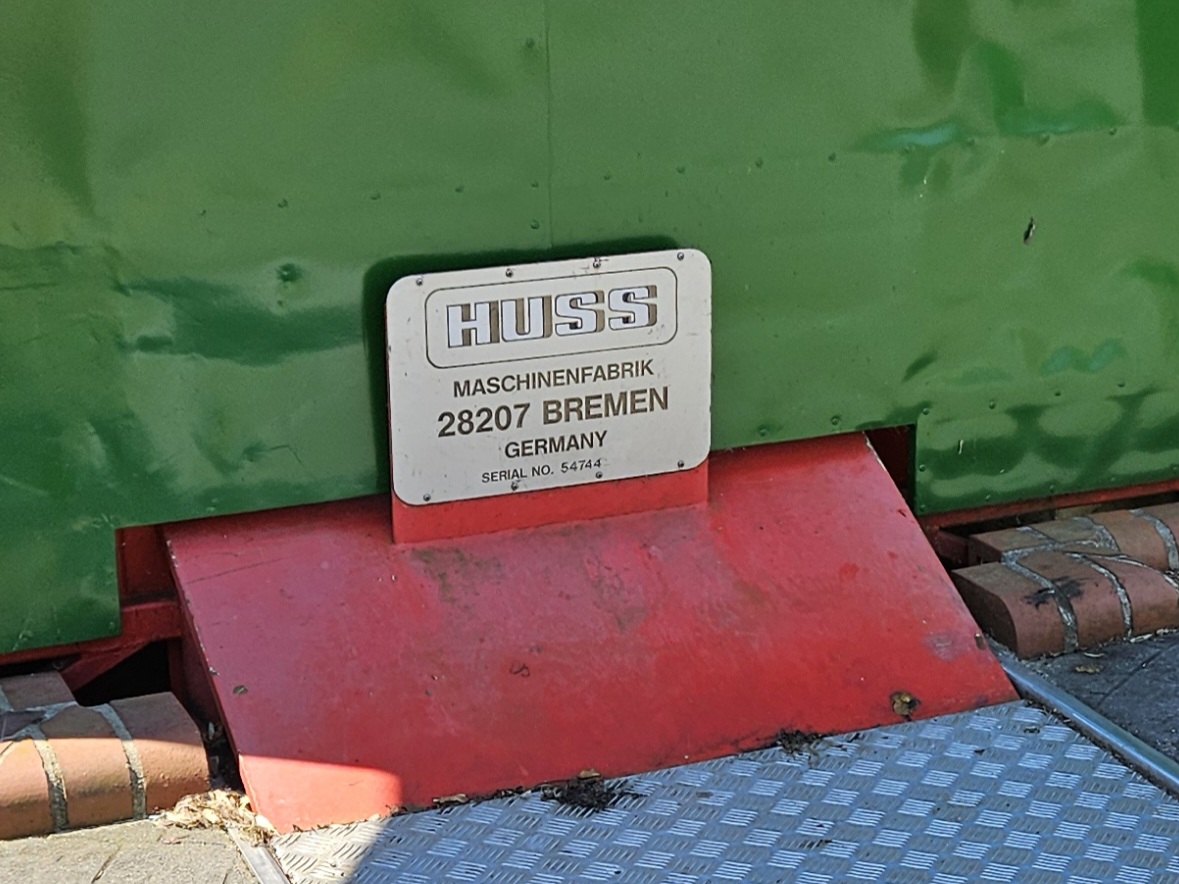 HUSS
MASCHINENFABRIK
28207 BREMEN
GERMANY
SERIAL NO. 54744